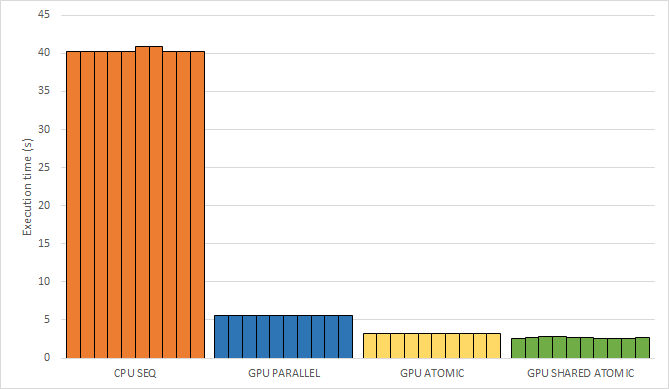 45
40
35
30
25
20
15
10
5
0
Execution time (s)
CPU SEQ
GPU PARALLEL
GPU ATOMIC
GPU SHARED ATOMIC